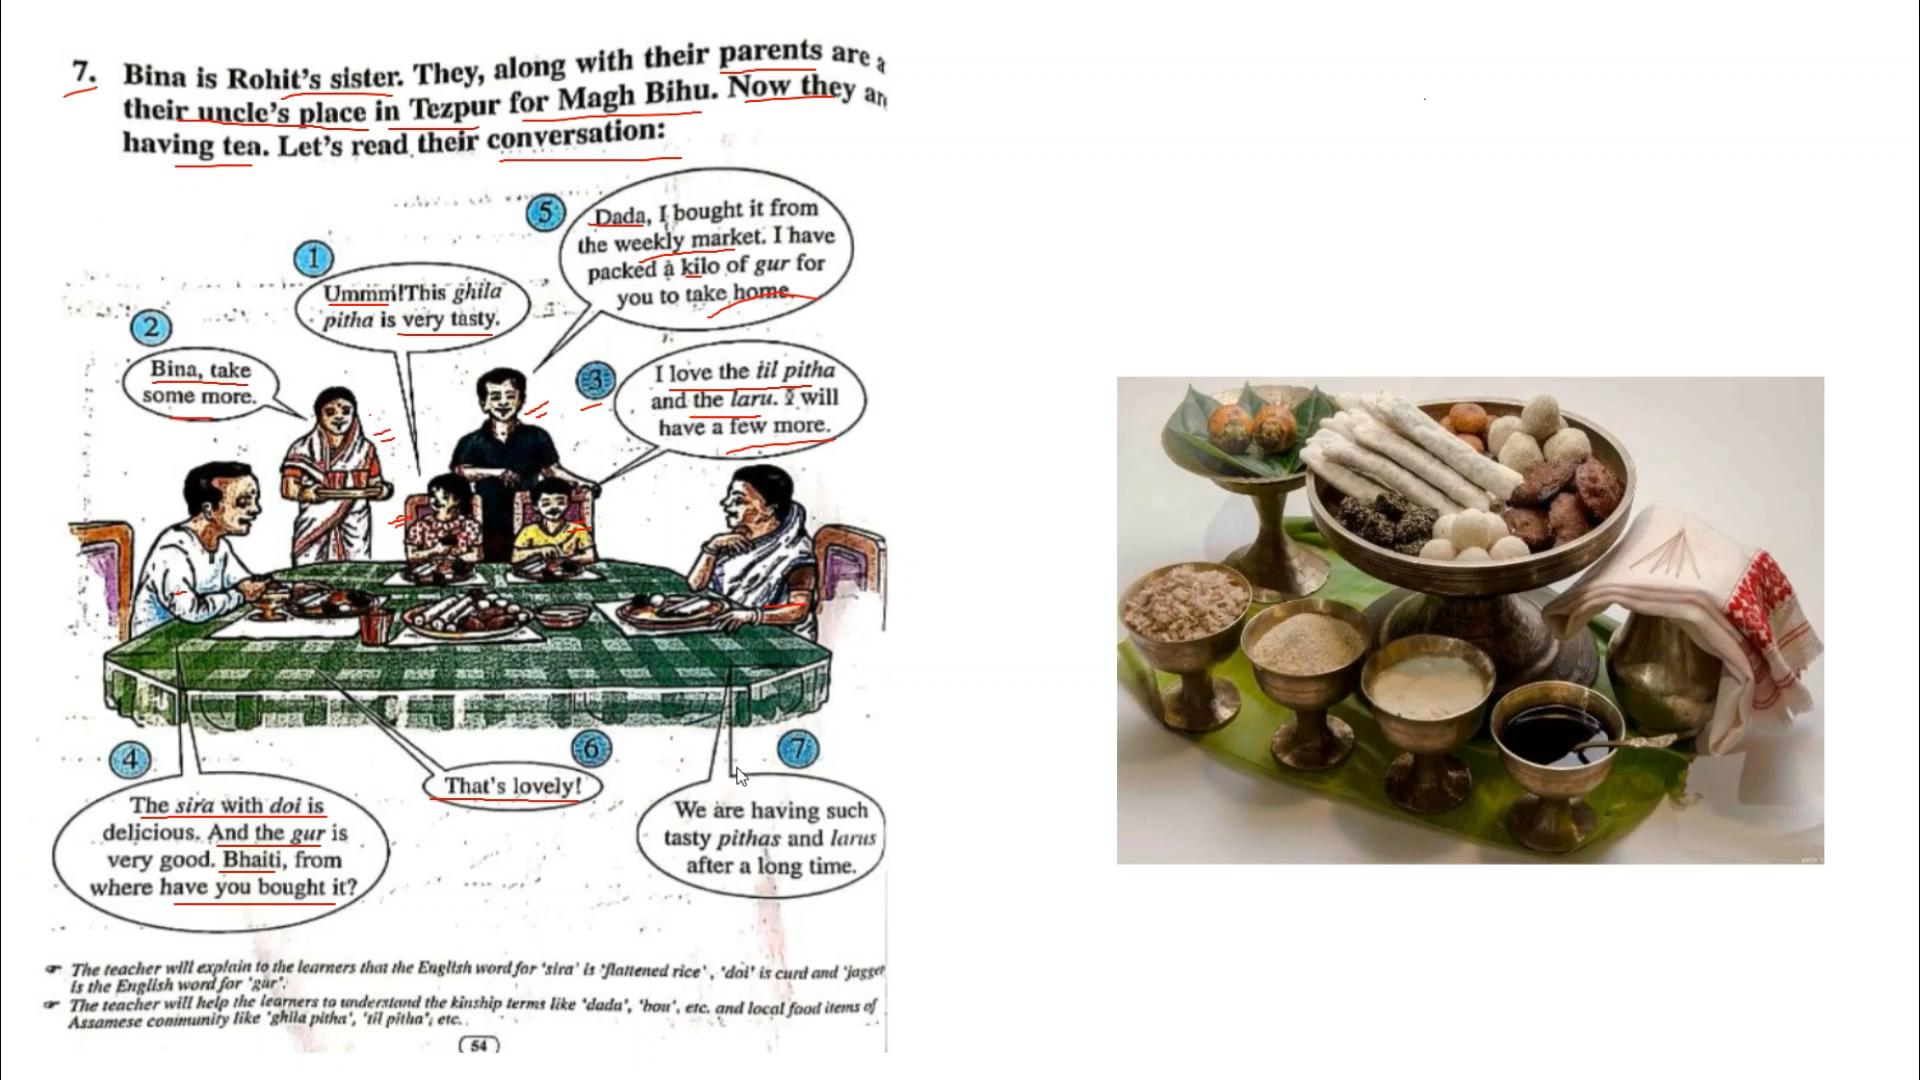 7. Bina is Rohit's sister. They, along with their parents are a
their uncle's place in Tezpur for Magh Bihu. Now they are
having tea. Let's read their conversation:
5
Dada, I bought it from
the weekly market. I have
packed a kilo of gur for
you to take home.
1
Ummm!This ghila
pitha is very tasty.
2
Bina, take
some more.
3
I love the til pitha
and the laru. I will
have a few more.
4
The sira with doi is
delicious. And the gur is
very good. Bhaiti, from
where have you bought it?
6
That's lovely!
7
We are having such
tasty pithas and larus
after a long time.
☞ The teacher will explain to the learners that the English word for 'sira' is 'flattened rice', 'doi' is curd and 'jagge
is the English word for 'gur'.
☞ The teacher will help the learners to understand the kinship terms like 'dada', 'bou', etc. and local food items of
Assamese community like 'ghila pitha', 'til pitha', etc.
54